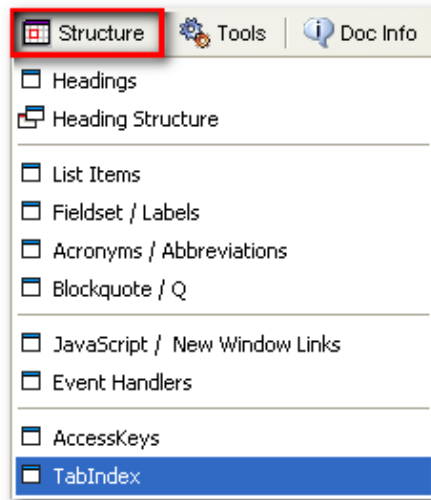 Structure Tools Doc Info
Headings
Heading Structure
List Items
Fieldset / Labels
Acronyms / Abbreviations
Blockquote / Q
JavaScript / New Window Links
Event Handlers
AccessKeys
TabIndex